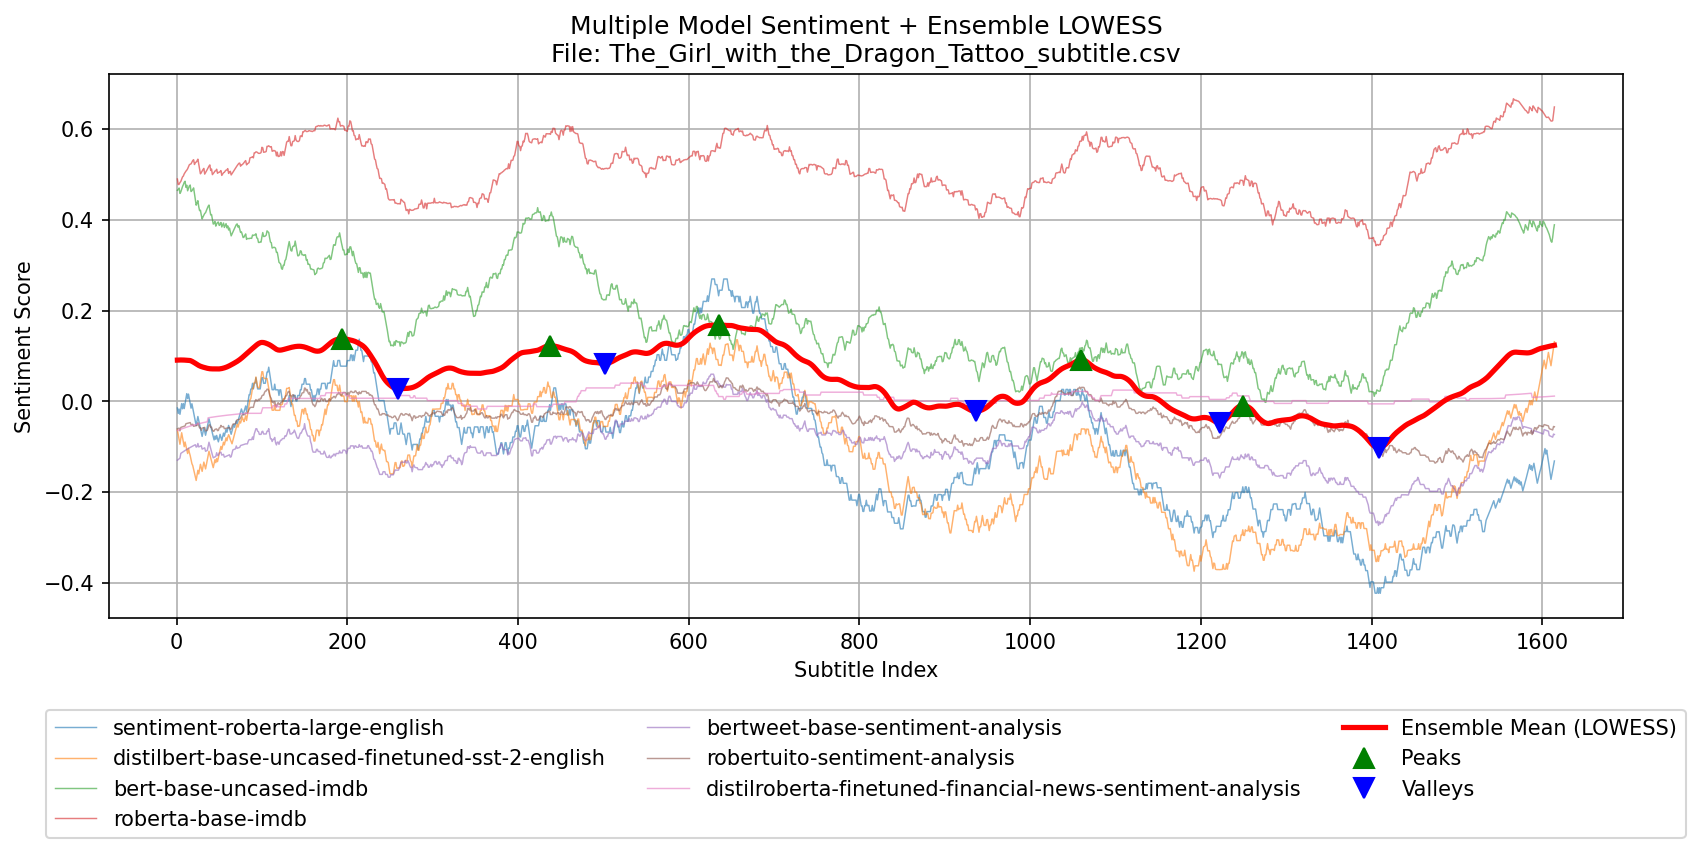 Multiple Model Sentiment + Ensemble LOWESS
File: The_Girl_with_the_Dragon_Tattoo_subtitle.csv
Sentiment Score
0.6
0.4
0.2
0.0
−0.2
−0.4
0 200 400 600 800 1000 1200 1400 1600
Subtitle Index
sentiment-roberta-large-english
distilbert-base-uncased-finetuned-sst-2-english
bert-base-uncased-imdb
roberta-base-imdb
bertweet-base-sentiment-analysis
robertuito-sentiment-analysis
distilroberta-finetuned-financial-news-sentiment-analysis
Ensemble Mean (LOWESS)
Peaks
Valleys